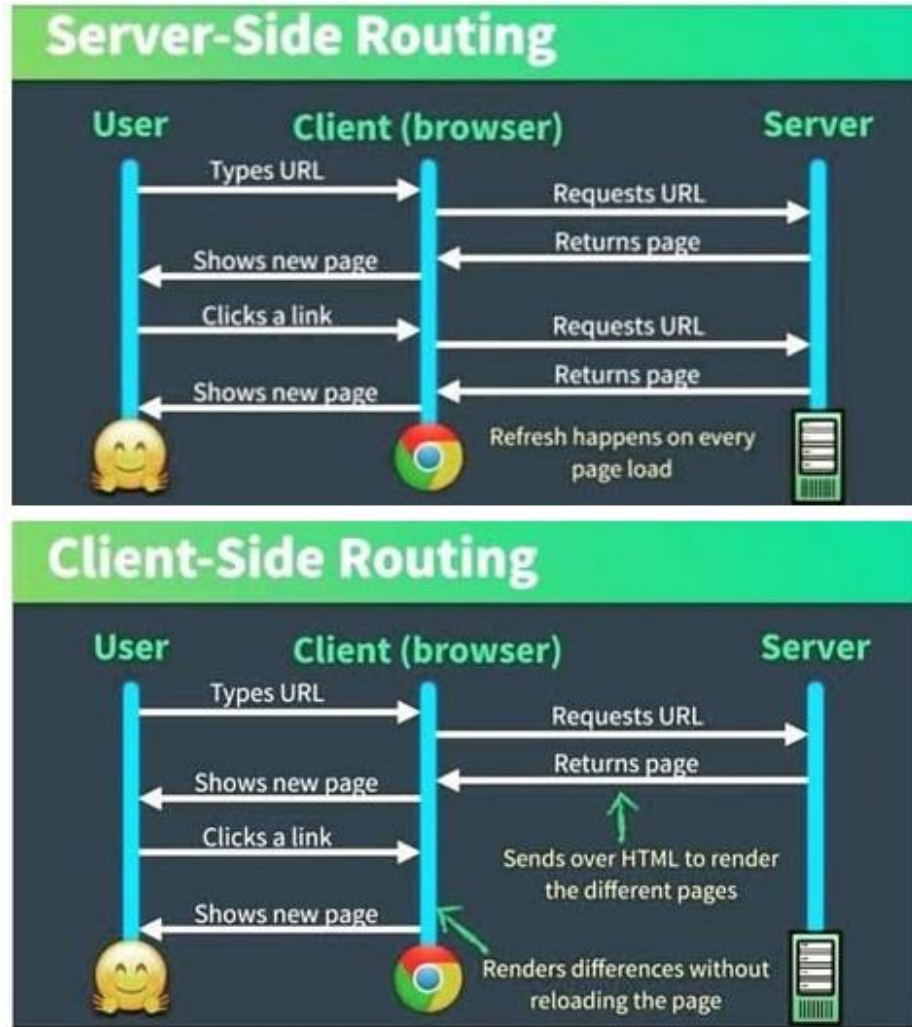 Server-Side Routing
User Client (browser) Server
Types URL
Requests URL
Returns page
Shows new page
Clicks a link
Requests URL
Returns page
Shows new page
Refresh happens on every
page load
Client-Side Routing
User Client (browser) Server
Types URL
Requests URL
Returns page
Shows new page
Clicks a link
Sends over HTML to render
the different pages
Shows new page
Renders differences without
reloading the page